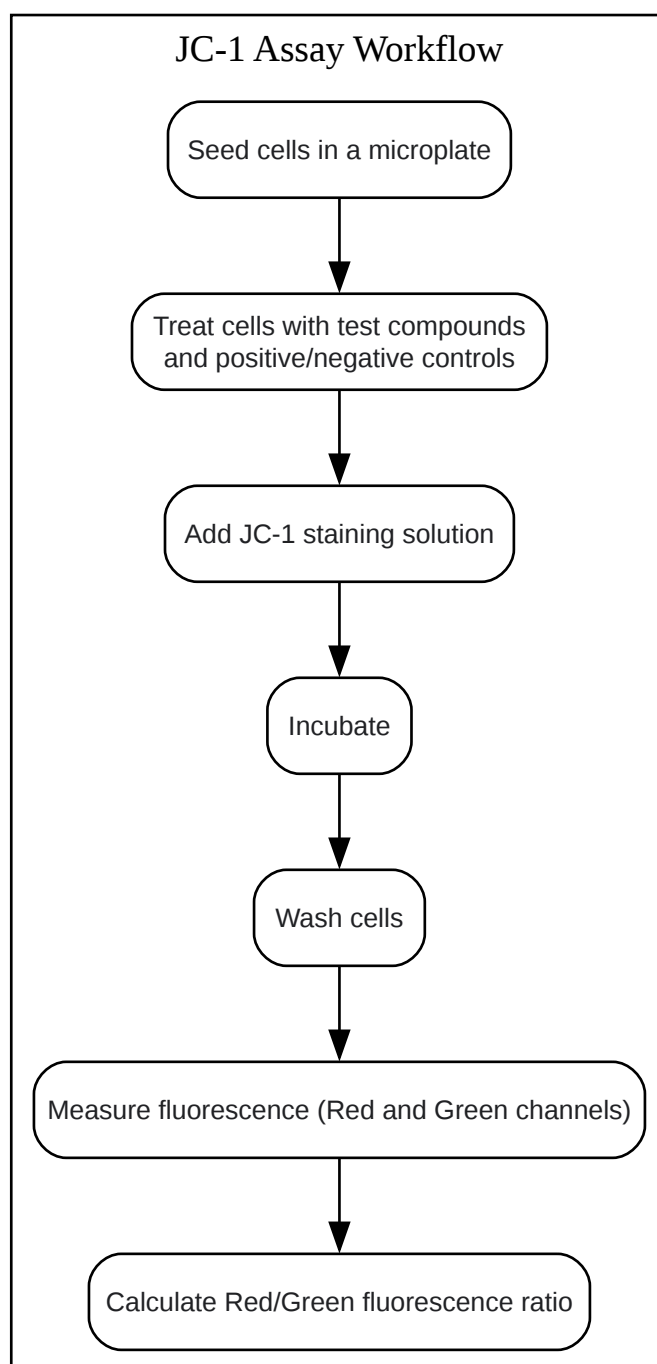 JC-1 Assay Workflow
Seed cells in a microplate
Treat cells with test compounds
and positive/negative controls
Add JC-1 staining solution
Incubate
Wash cells
Measure fluorescence (Red and Green channels)
Calculate Red/Green fluorescence ratio